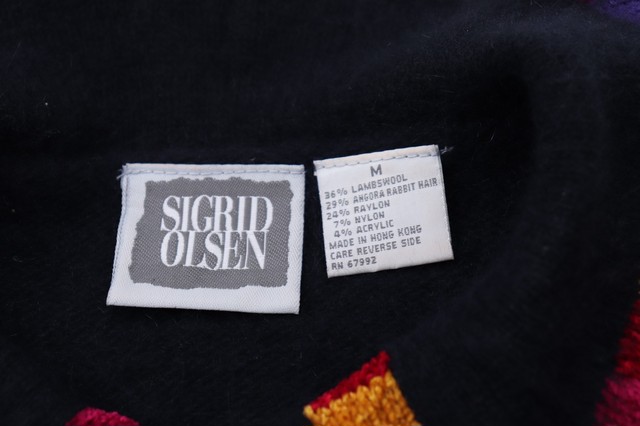 SIGRID
OLSEN
M
36% LAMBSWOOL
29% ANGORA RABBIT HAIR
24% RAYLON
7% NYLON
4% ACRYLIC
MADE IN HONG KONG
CARE REVERSE SIDE
RN 67992